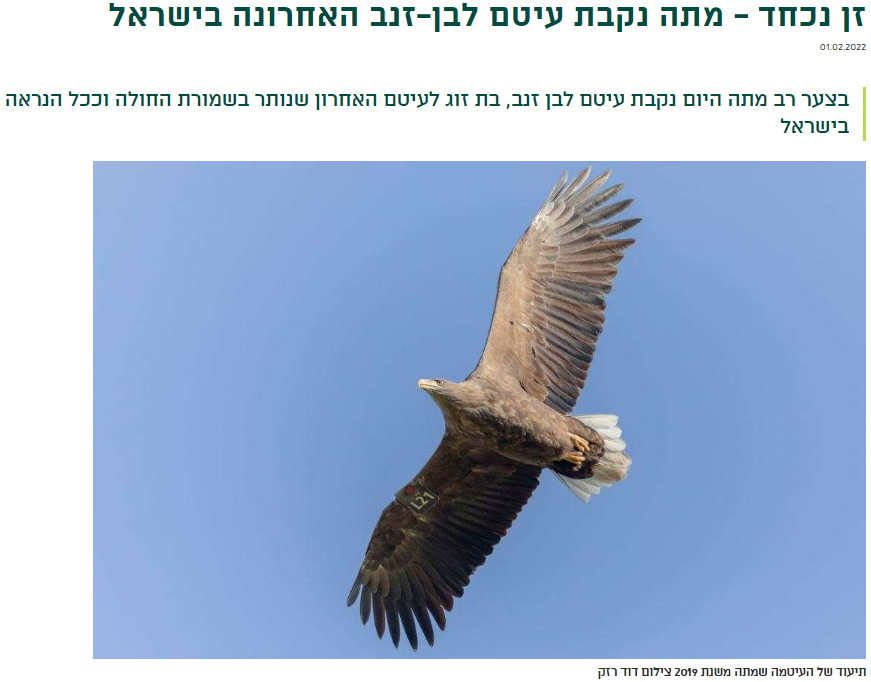 זן נכחד - מתה נקבת עיטם לבן-זנב האחרונה בישראל
01.02.2022
בצער רב מתה היום נקבת עיטם לבן זנב, בת זוג לעיטם האחרון שנותר בשמורת החולה וככל הנראה
בישראל
L21
תיעוד של העיטמה שמתה משנת 2019 צילום דוד רזק